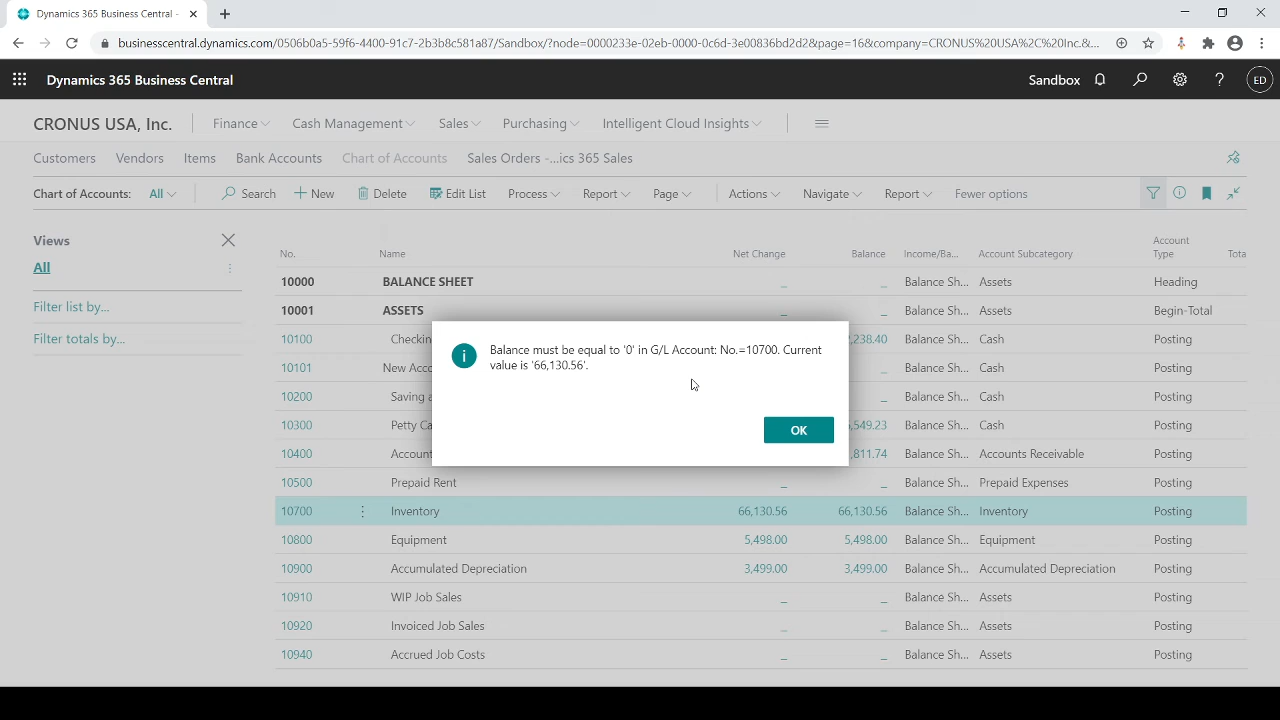 Dynamics 365 Business Central -
businesscentral.dynamics.com/0506b0a5-59f6-4400-91c7-2b3b8c581a87/Sandbox/?node=0000233e-02eb-0000-0c6d-3e00836bd2d2&page=16&company=CRONUS%20USA%2C%20Inc.&...
Dynamics 365 Business Central Sandbox ? ED
CRONUS USA, Inc. Finance Cash Management Sales Purchasing Intelligent Cloud Insights
Customers Vendors Items Bank Accounts Chart of Accounts Sales Orders -...ics 365 Sales
Chart of Accounts: All Search + New Delete Edit List Process Report Page Actions Navigate Report Fewer options
Views
All
Filter list by...
Filter totals by...
No. Name Net Change Balance Income/Ba... Account Subcategory Account Type Tota
10000 BALANCE SHEET _ _ Balance Sh... Assets Heading
10001 ASSETS _ _ Balance Sh... Assets Begin-Total
10100 Checkin 2,238.40 Balance Sh... Cash Posting
10101 New Acco _ Balance Sh... Cash Posting
10200 Saving a _ Balance Sh... Cash Posting
10300 Petty Ca ,549.23 Balance Sh... Cash Posting
10400 Account .811.74 Balance Sh... Accounts Receivable Posting
10500 Prepaid Rent _ _ Balance Sh... Prepaid Expenses Posting
10700 Inventory 66,130.56 66,130.56 Balance Sh... Inventory Posting
10800 Equipment 5,498.00 5,498.00 Balance Sh... Equipment Posting
10900 Accumulated Depreciation 3,499.00 3,499.00 Balance Sh... Accumulated Depreciation Posting
10910 WIP Job Sales _ _ Balance Sh... Assets Posting
10920 Invoiced Job Sales _ _ Balance Sh... Assets Posting
10940 Accrued Job Costs _ _ Balance Sh... Assets Posting
Balance must be equal to '0' in G/L Account: No.=10700. Current
value is '66,130.56'.
OK